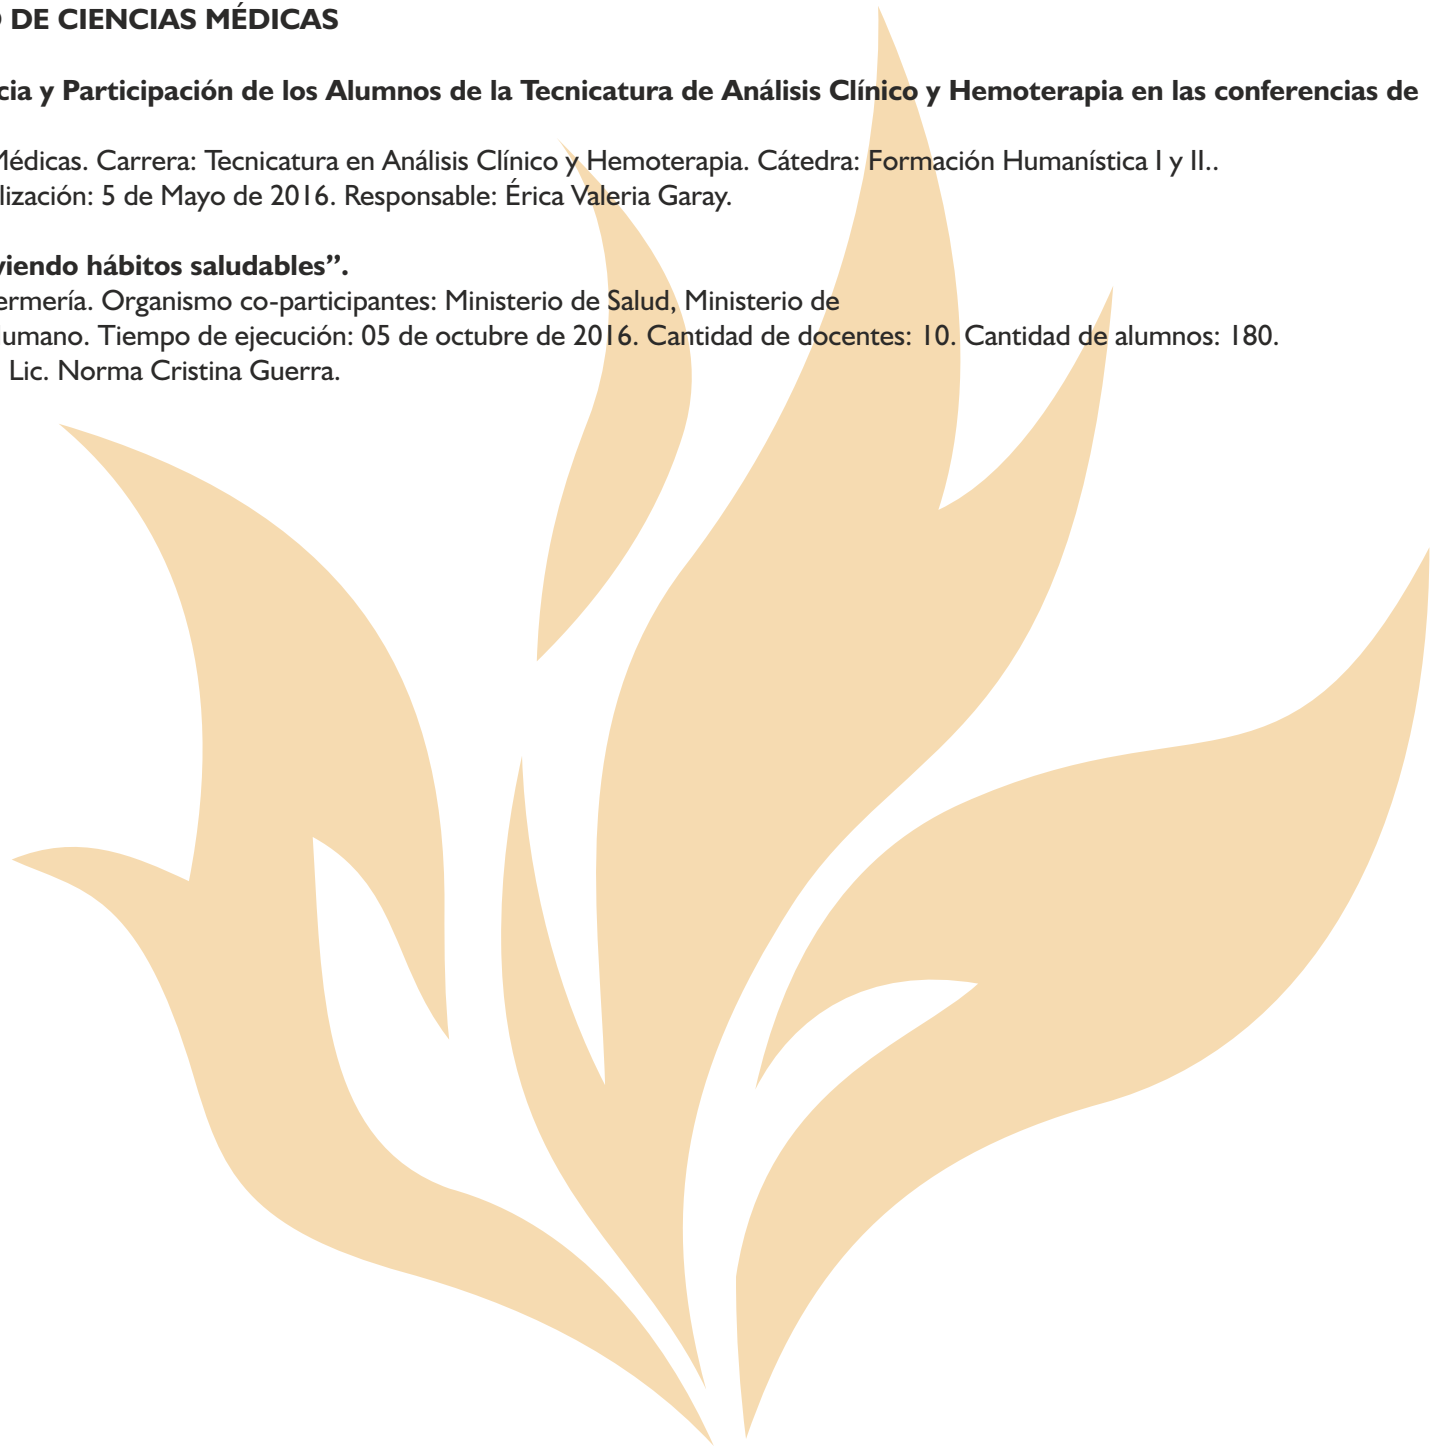 DE CIENCIAS MÉDICAS
cia y Participación de los Alumnos de la Tecnicatura de Análisis Clínico y Hemoterapia en las conferencias de
Médicas. Carrera: Tecnicatura en Análisis Clínico y Hemoterapia. Cátedra: Formación Humanística I y II..
lización: 5 de Mayo de 2016. Responsable: Érica Valeria Garay.
viendo hábitos saludables”.
ermería. Organismo co-participantes: Ministerio de Salud, Ministerio de
umano. Tiempo de ejecución: 05 de octubre de 2016. Cantidad de docentes: 10. Cantidad de alumnos: 180.
Lic. Norma Cristina Guerra.